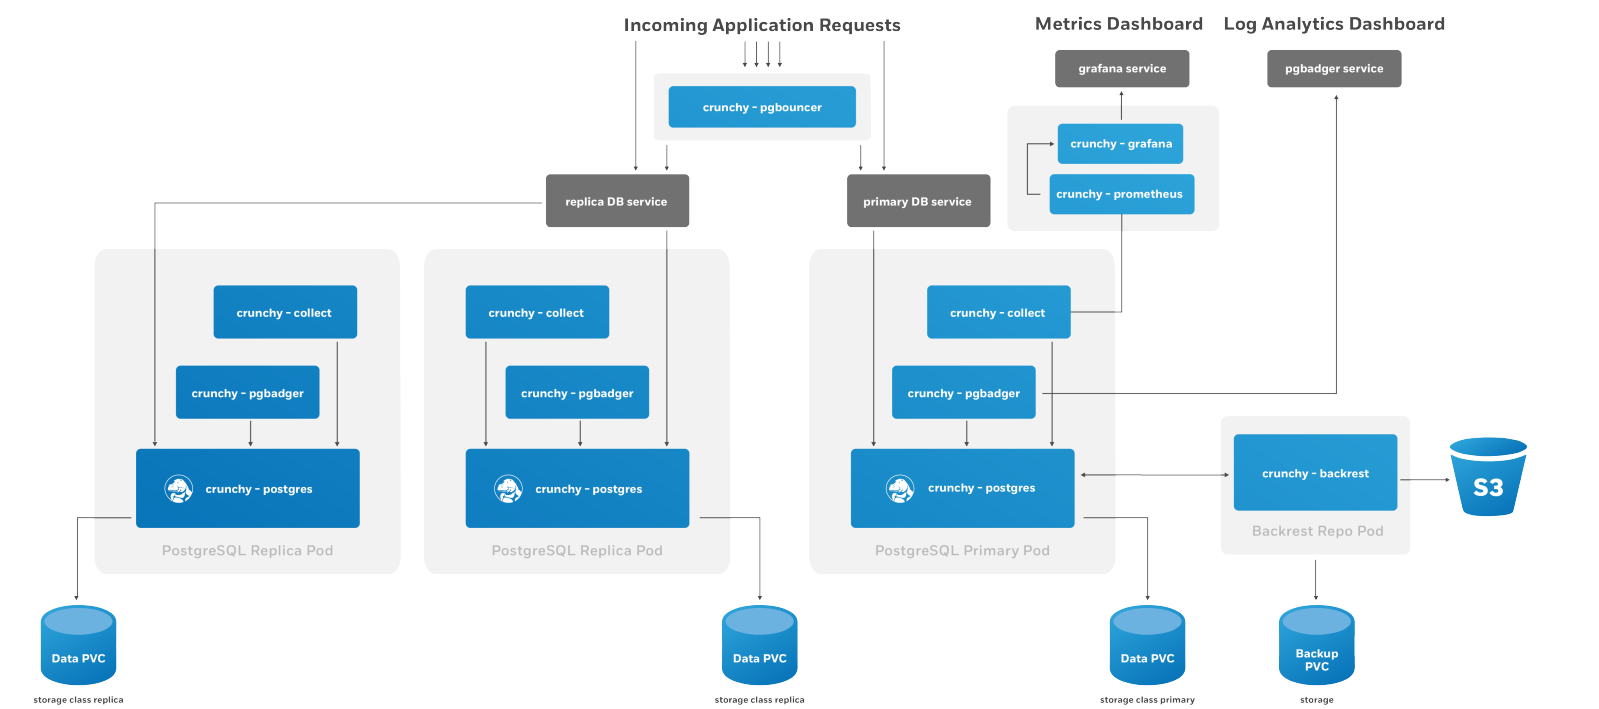 Incoming Application Requests
Metrics Dashboard
Log Analytics Dashboard
grafana service
pgbadger service
crunchy - pgbouncer
crunchy - grafana
crunchy - prometheus
replica DB service
primary DB service
crunchy - collect
crunchy - collect
crunchy - collect
crunchy - pgbadger
crunchy - pgbadger
crunchy - pgbadger
crunchy - postgres
crunchy - postgres
crunchy - postgres
crunchy - backrest
S3
PostgreSQL Replica Pod
PostgreSQL Replica Pod
PostgreSQL Primary Pod
Backrest Repo Pod
Data PVC
Data PVC
Data PVC
Backup
PVC
storage class replica
storage class replica
storage class primary
storage